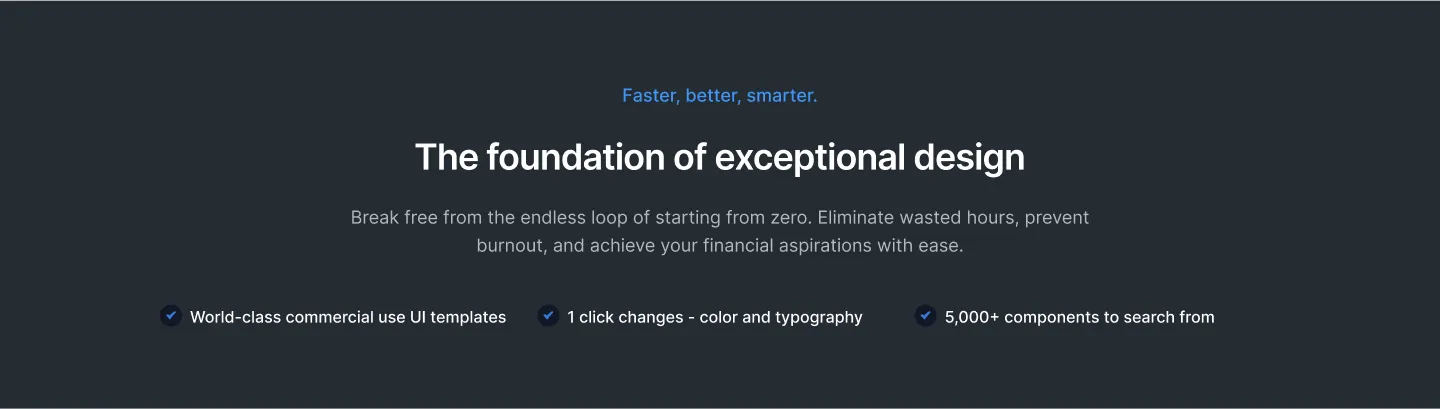 Faster, better, smarter.
The foundation of exceptional design
Break free from the endless loop of starting from zero. Eliminate wasted hours, prevent
burnout, and achieve your financial aspirations with ease.
World-class commercial use UI templates
1 click changes - color and typography
5,000+ components to search from